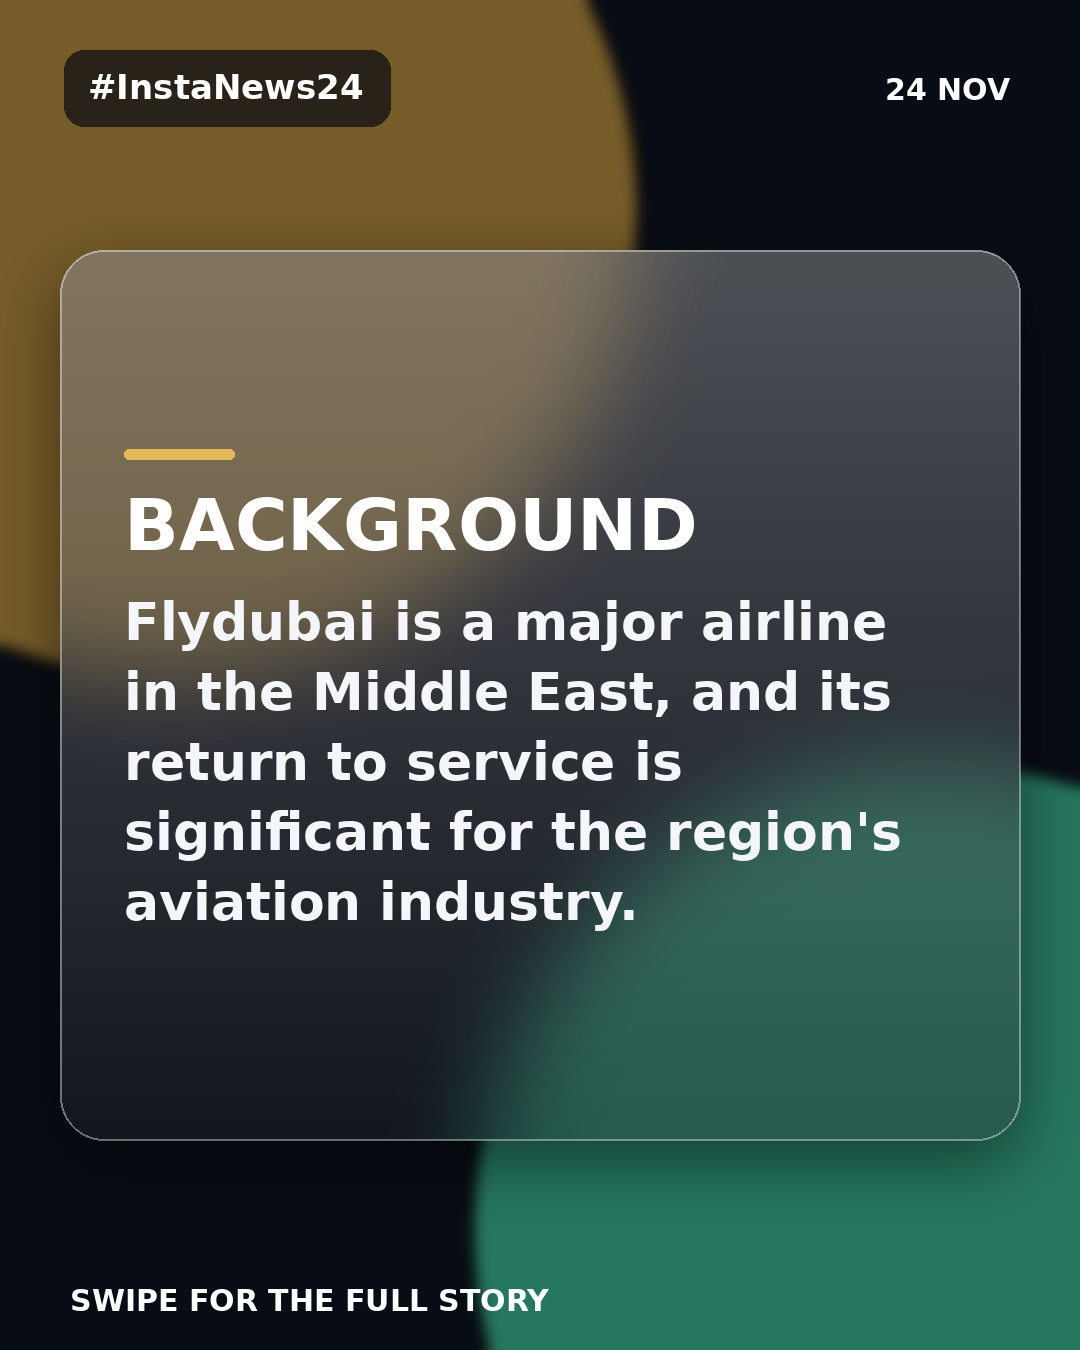 #InstaNews24
24 NOV
BACKGROUND
Flydubai is a major airline
in the Middle East, and its
return to service is
significant for the region's
aviation industry.
SWIPE FOR THE FULL STORY